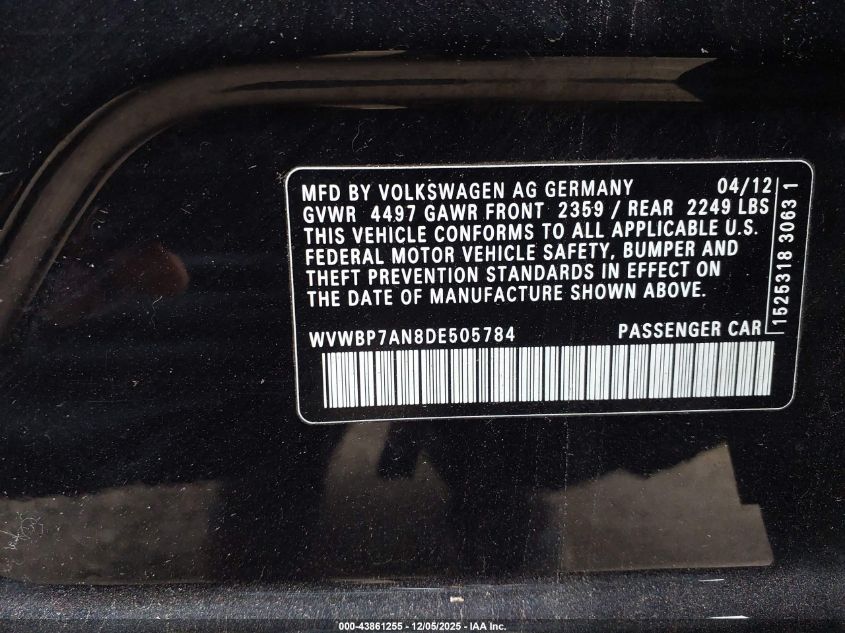 MFD BY VOLKSWAGEN AG GERMANY 04/12
GVWR 4497 GAWR FRONT 2359 / REAR 2249 LBS
THIS VEHICLE CONFORMS TO ALL APPLICABLE U.S.
FEDERAL MOTOR VEHICLE SAFETY, BUMPER AND
THEFT PREVENTION STANDARDS IN EFFECT ON
THE DATE OF MANUFACTURE SHOWN ABOVE.
WVWBP7AN8DE505784 PASSENGER CAR
1525318 30631
000-43861255 - 12/05/2025 - IAA Inc.